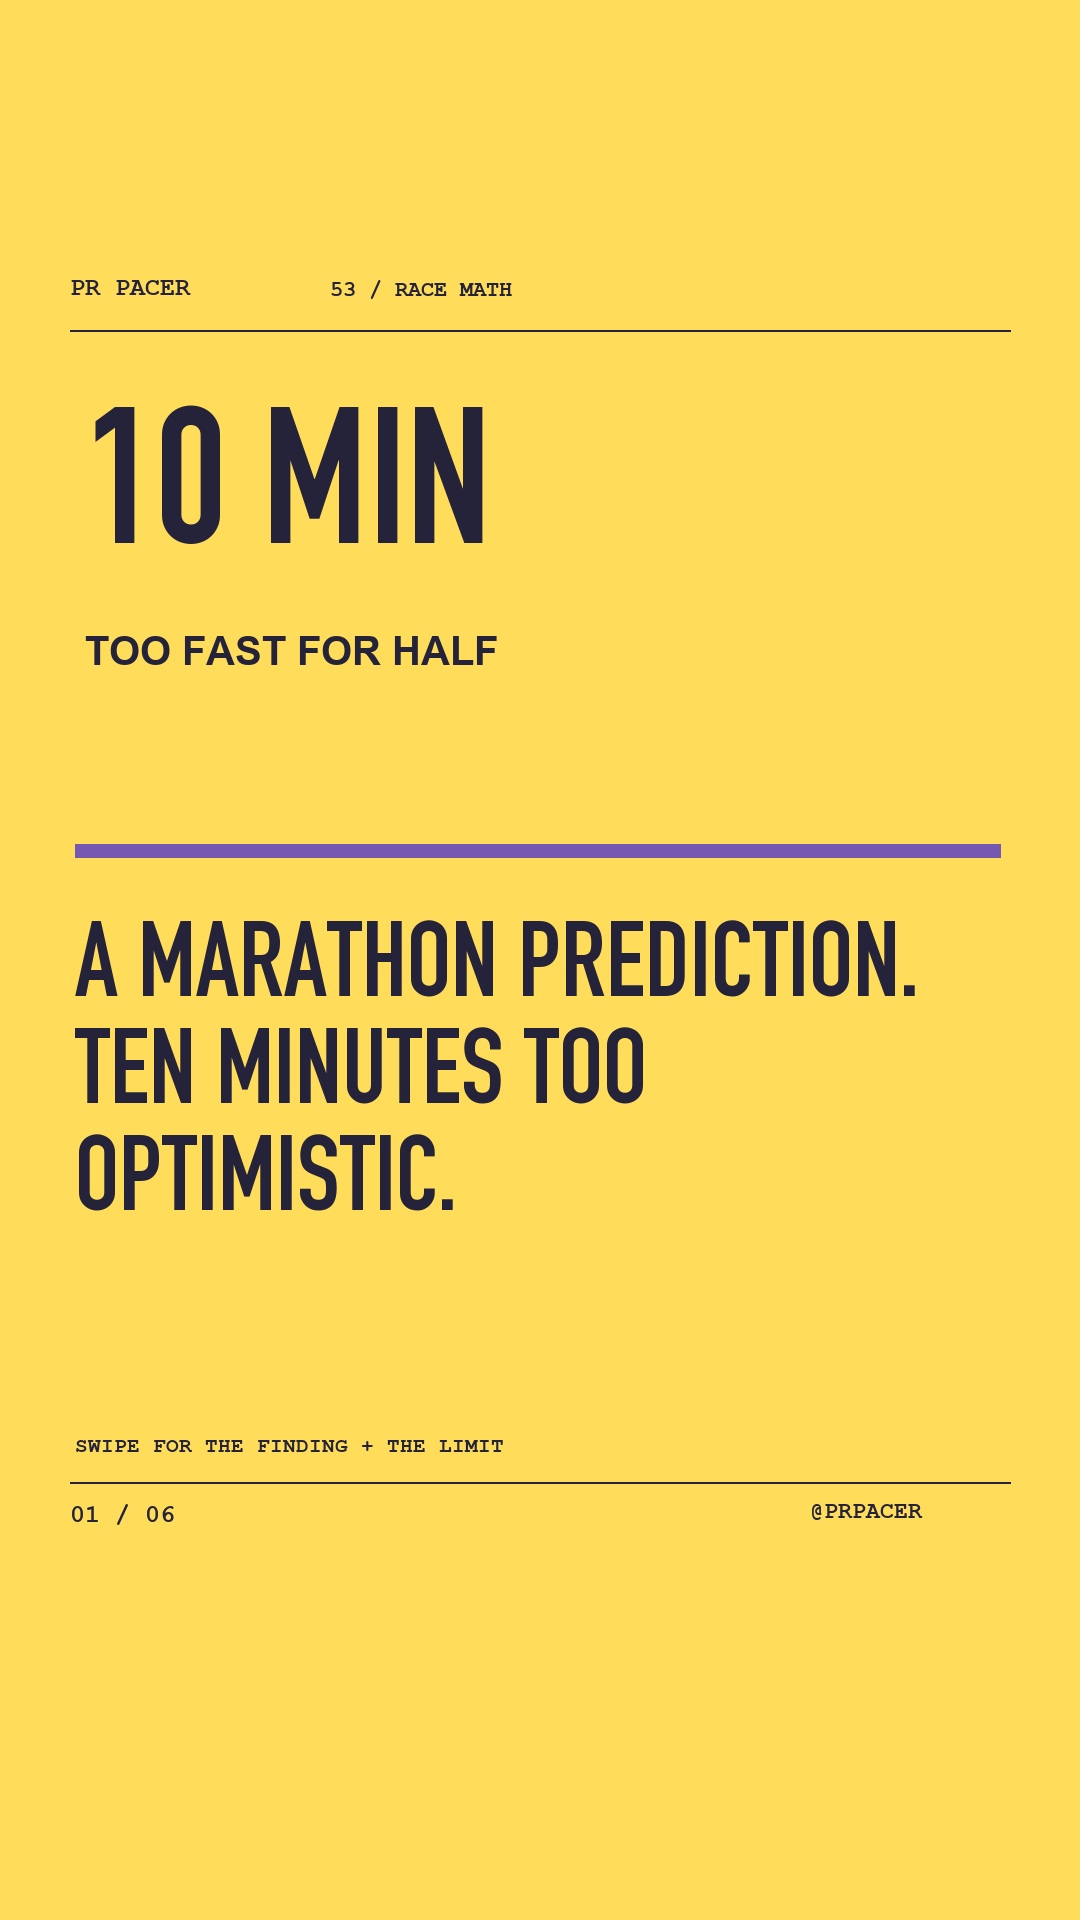 PR PACER
53 / RACE MATH
10 MIN
TOO FAST FOR HALF
A MARATHON PREDICTION.
TEN MINUTES TOO
OPTIMISTIC.
SWIPE FOR THE FINDING + THE LIMIT
01 / 06
@PRPACER